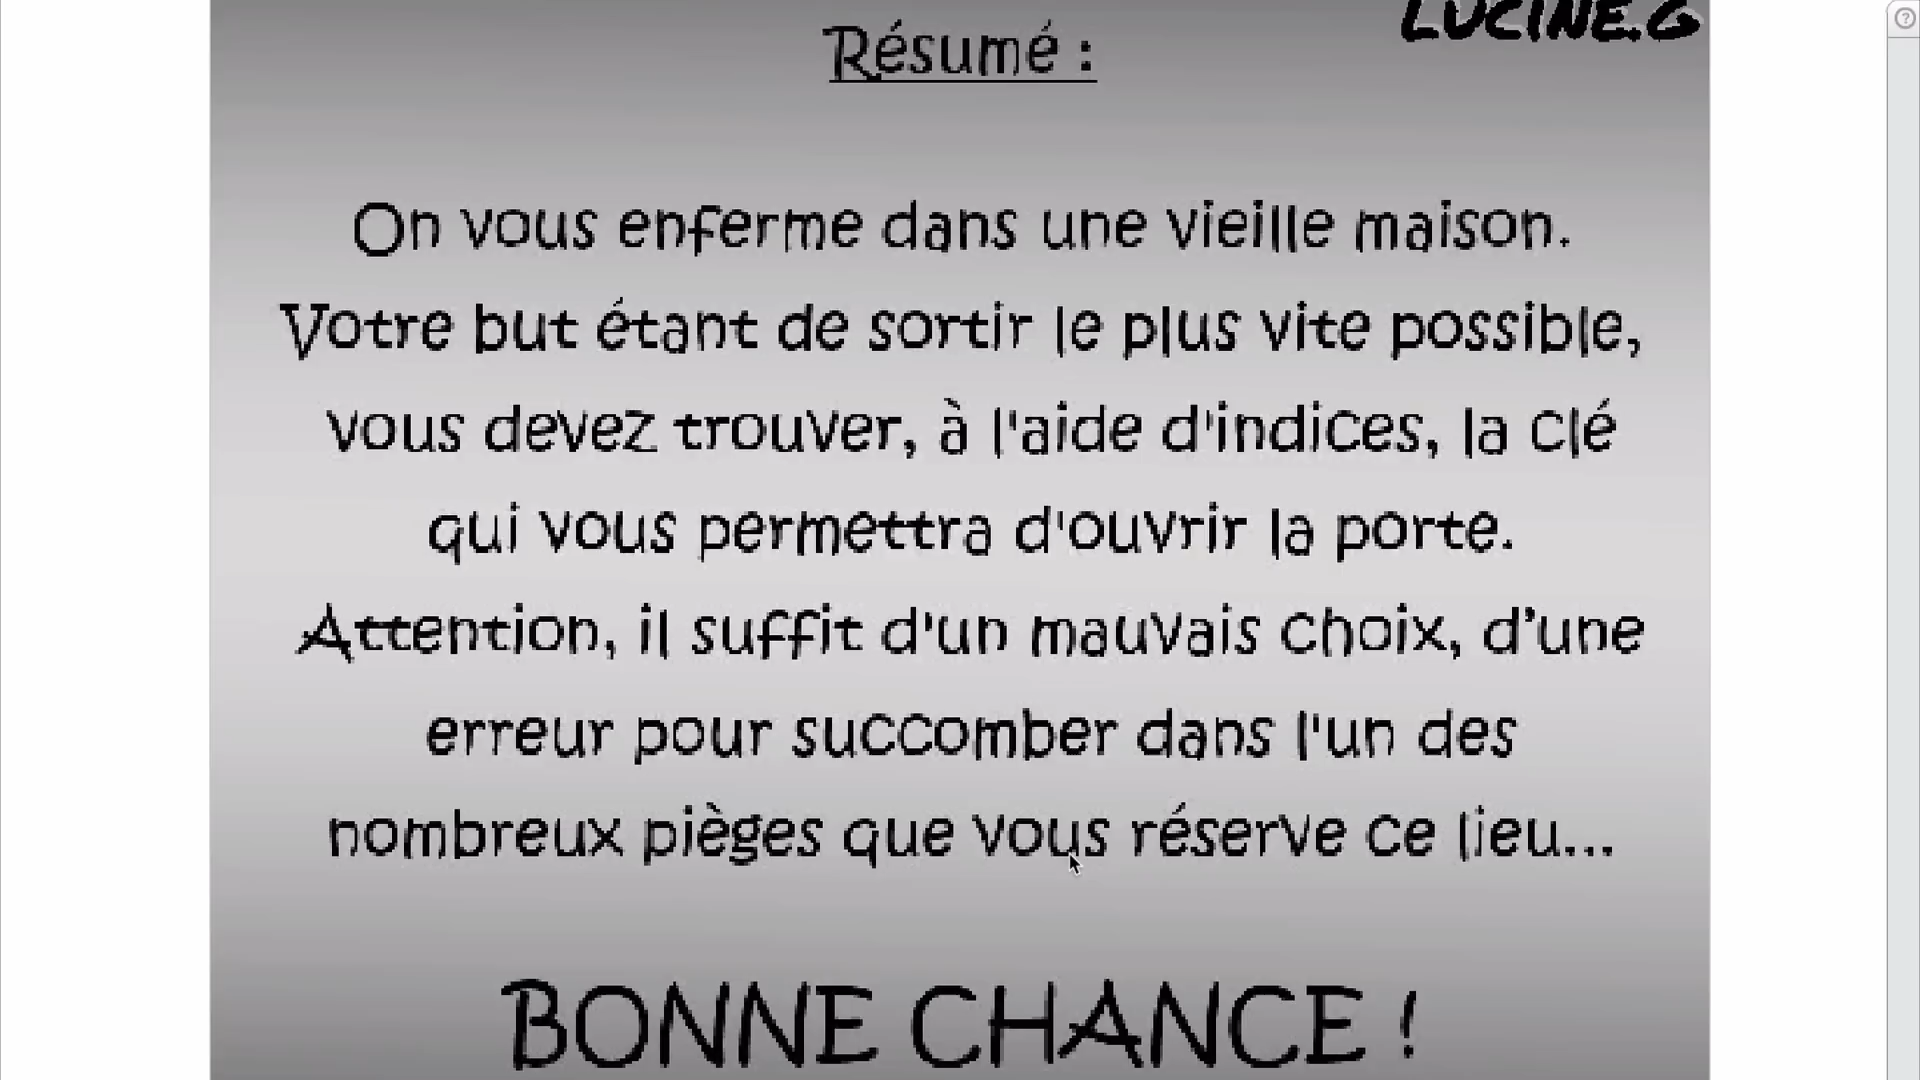 LUCINE.G
Résumé :
On vous enferme dans une vieille maison.
Votre but étant de sortir le plus vite possible,
vous devez trouver, à l'aide d'indices, la clé
qui vous permettra d'ouvrir la porte.
Attention, il suffit d'un mauvais choix, d’une
erreur pour succomber dans l'un des
nombreux pièges que vous réserve ce lieu...
BONNE CHANCE !